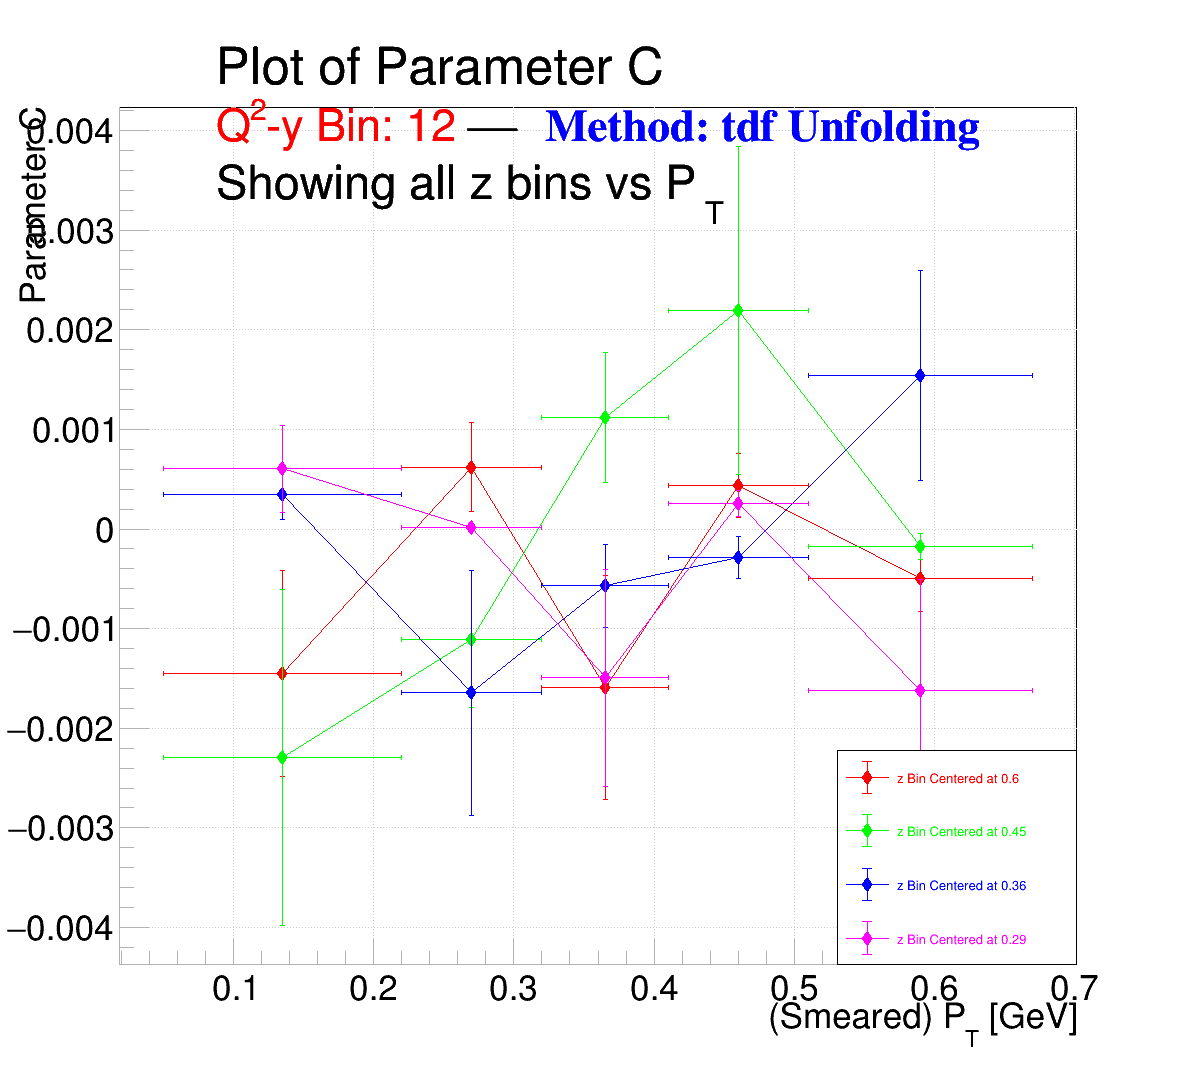 Plot of Parameter C
Q2-y Bin: 12 — Method: tdf Unfolding
Showing all z bins vs PT
Parameter C
0.004
0.003
0.002
0.001
0
−0.001
−0.002
−0.003
−0.004
z Bin Centered at 0.6
z Bin Centered at 0.45
z Bin Centered at 0.36
z Bin Centered at 0.29
0.1 0.2 0.3 0.4 0.5 0.6 0.7
(Smeared) PT [GeV]